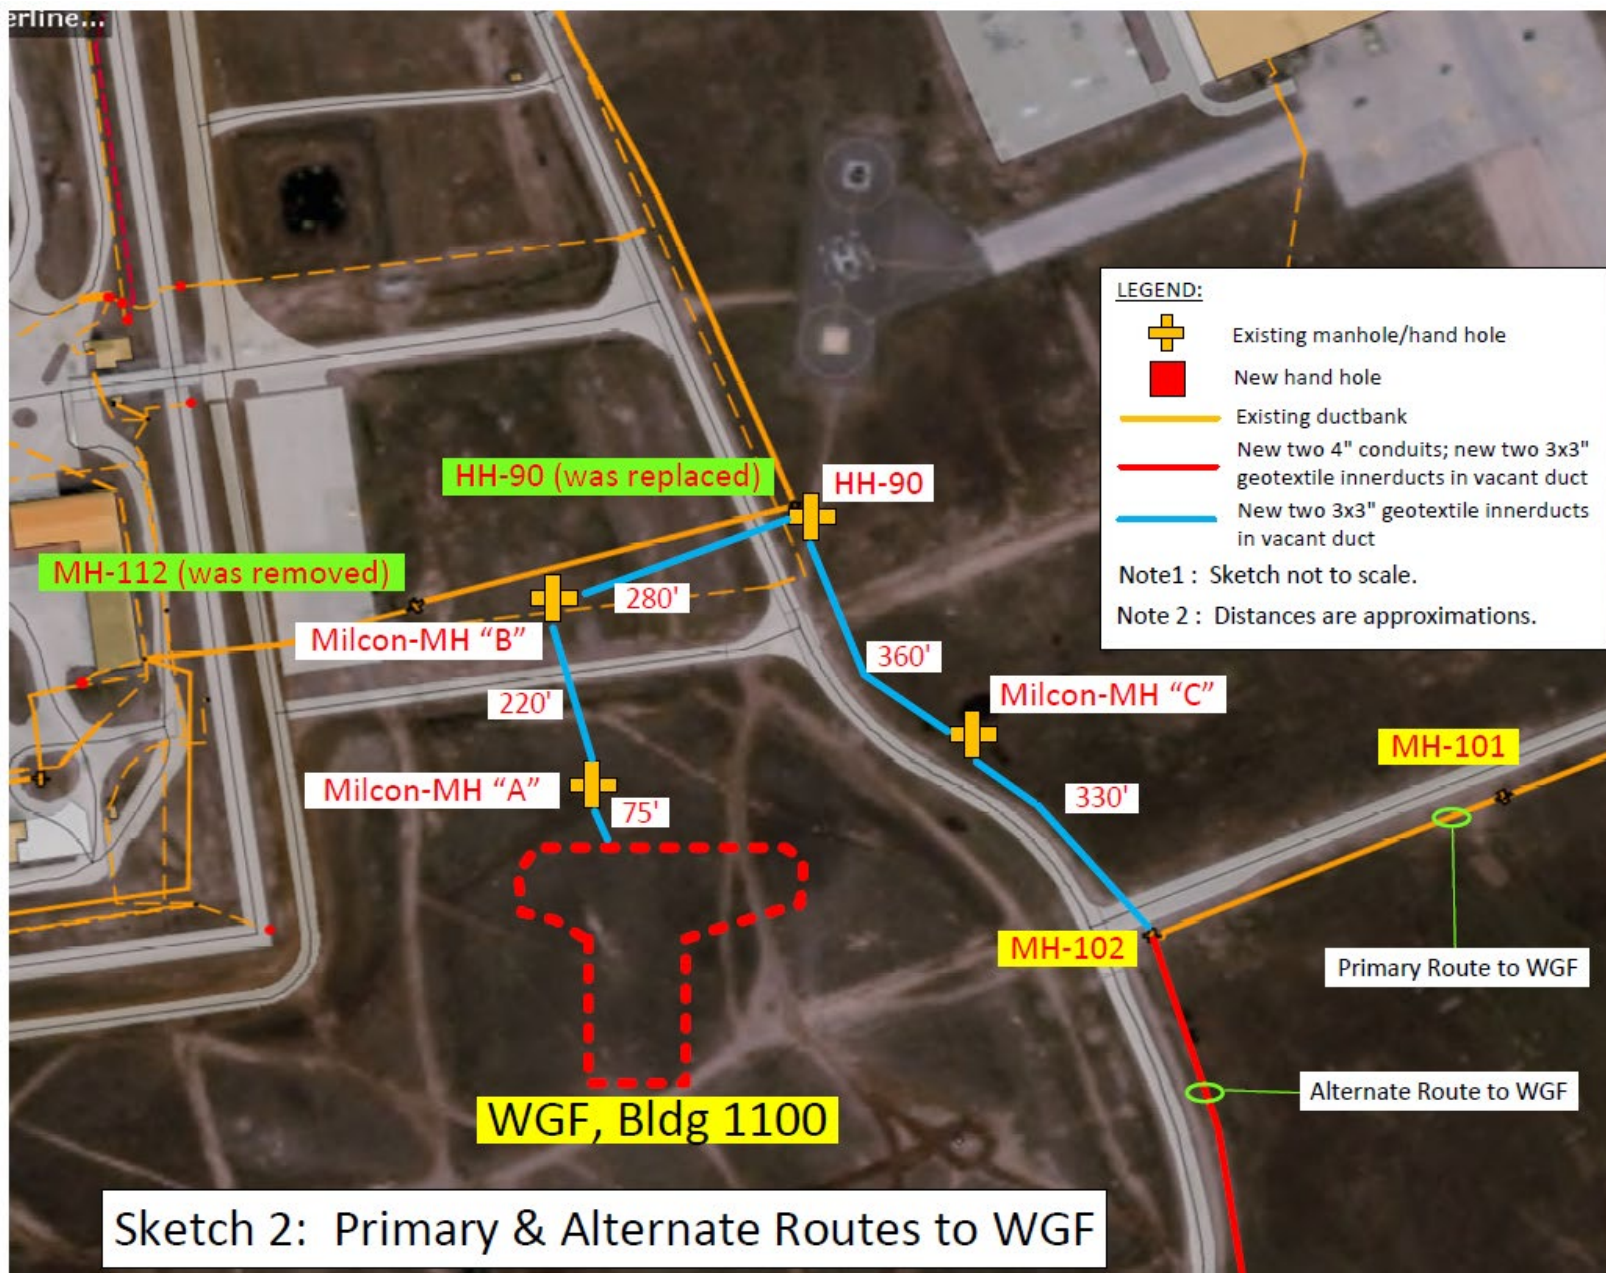 erline...
LEGEND:
Existing manhole/hand hole
New hand hole
Existing ductbank
New two 4" conduits; new two 3x3"
geotextile innerducts in vacant duct
New two 3x3" geotextile innerducts
in vacant duct
Note1 : Sketch not to scale.
Note 2 : Distances are approximations.
HH-90 (was replaced)
HH-90
MH-112 (was removed)
280'
Milcon-MH "B"
360'
220'
Milcon-MH "C"
MH-101
Milcon-MH "A"
75'
330'
MH-102
Primary Route to WGF
Alternate Route to WGF
WGF, Bldg 1100
Sketch 2: Primary & Alternate Routes to WGF